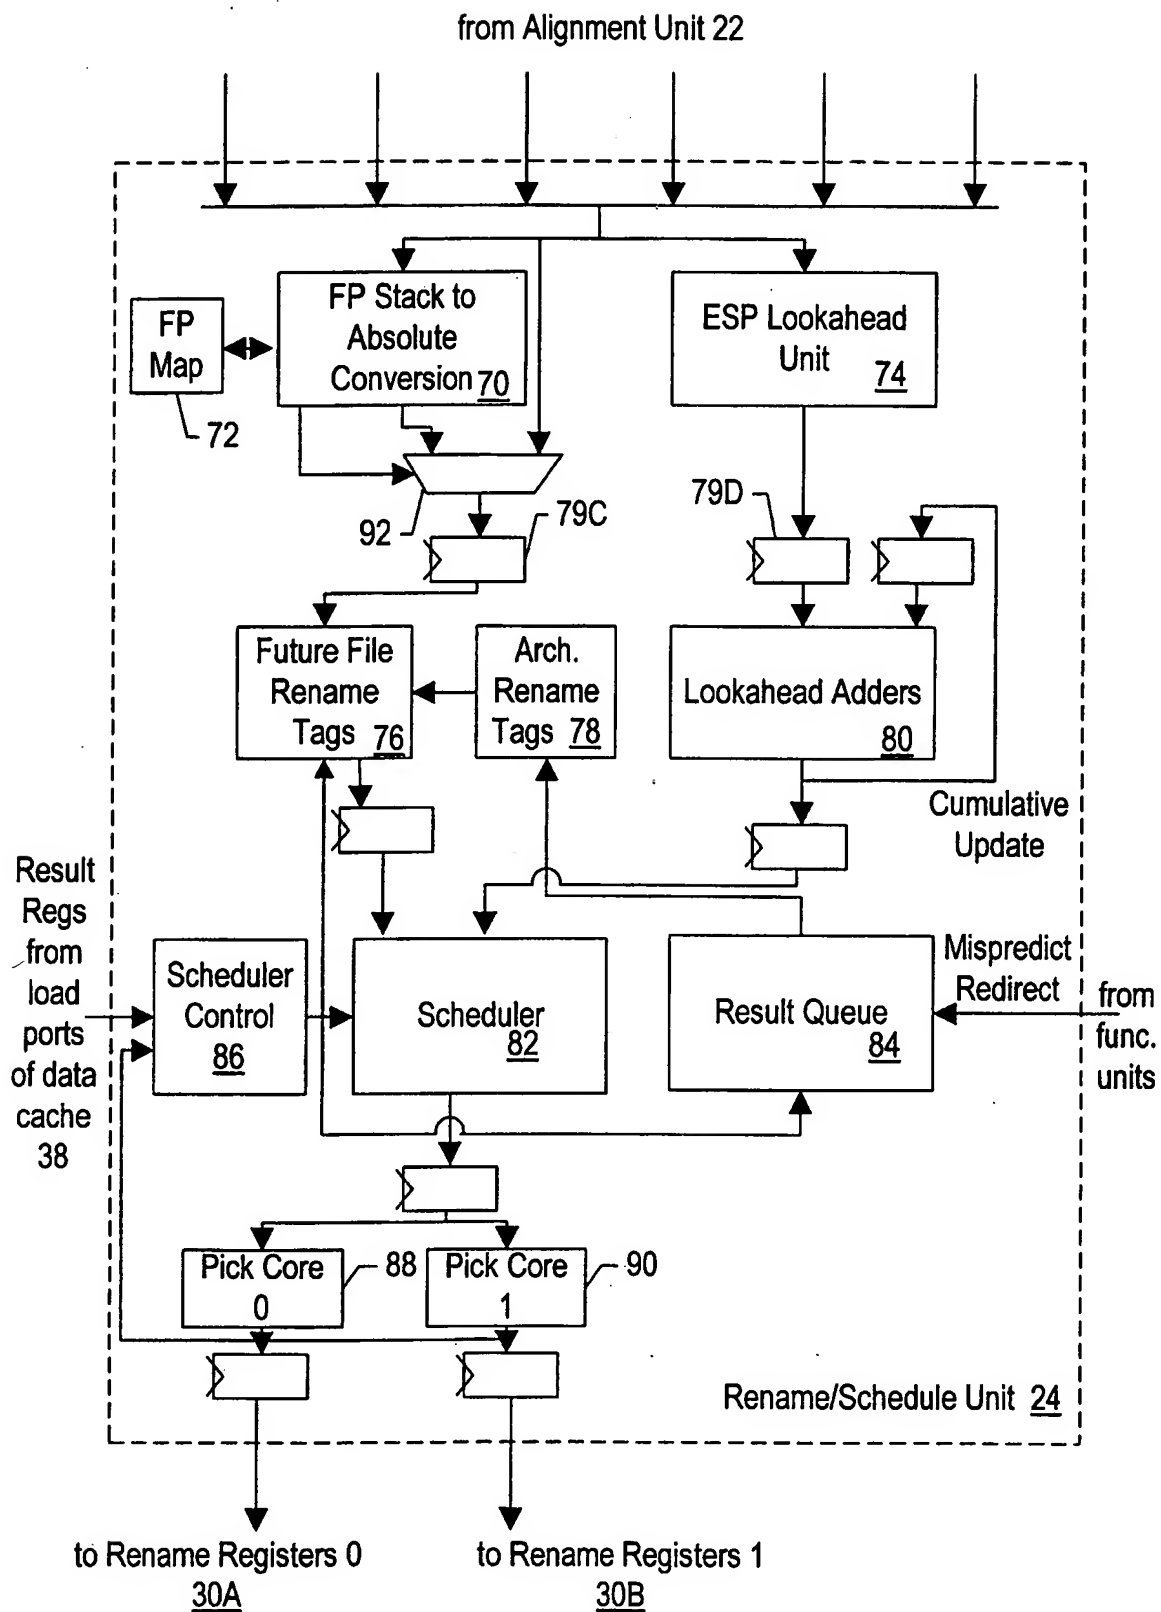 from Alignment Unit 22
FP
Map
72
FP Stack to
Absolute
Conversion 70
ESP Lookahead
Unit
74
92
79C
79D
Future File
Rename
Tags 76
Arch.
Rename
Tags 78
Lookahead Adders
80
Cumulative
Update
Result
Regs
from
load
ports
of data
cache
38
Scheduler
Control
86
Scheduler
82
Result Queue
84
Mispredict
Redirect
from
func.
units
Pick Core
0
88
Pick Core
1
90
Rename/Schedule Unit 24
to Rename Registers 0
30A
to Rename Registers 1
30B